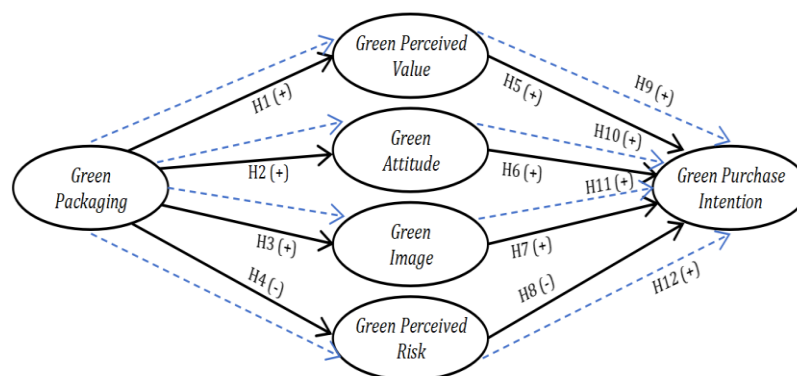 Green Perceived
Value
H9 (+)
H1 (+)
H5 (+)
H10 (+)
Green
Attitude
H2 (+)
H6 (+)
Green
Packaging
H11 (+)
Green Purchase
Intention
Green
Image
H3 (+)
H7 (+)
H4 (-)
H8 (-)
H12 (+)
Green Perceived
Risk